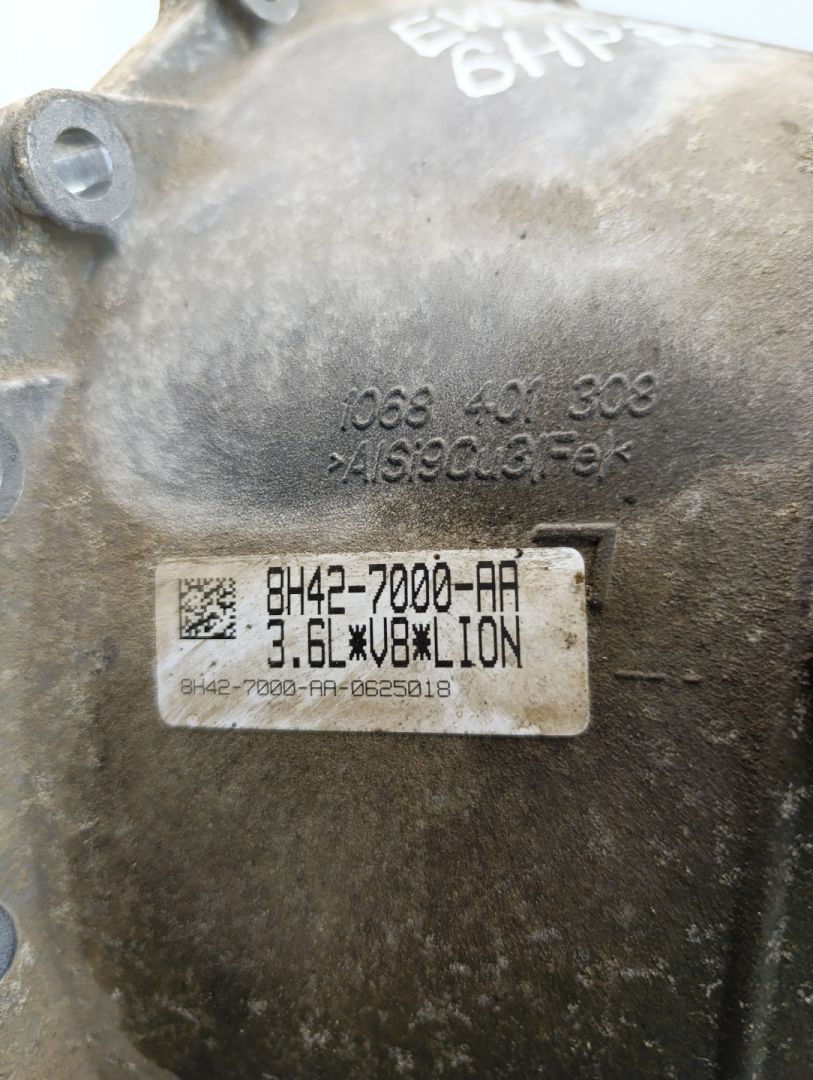 6HP
1068 401 308
>AlSi9Cu3(Fe)<
8H42-7000-AA
3.6L*V8*LION
8H42-7000-AA-0625018